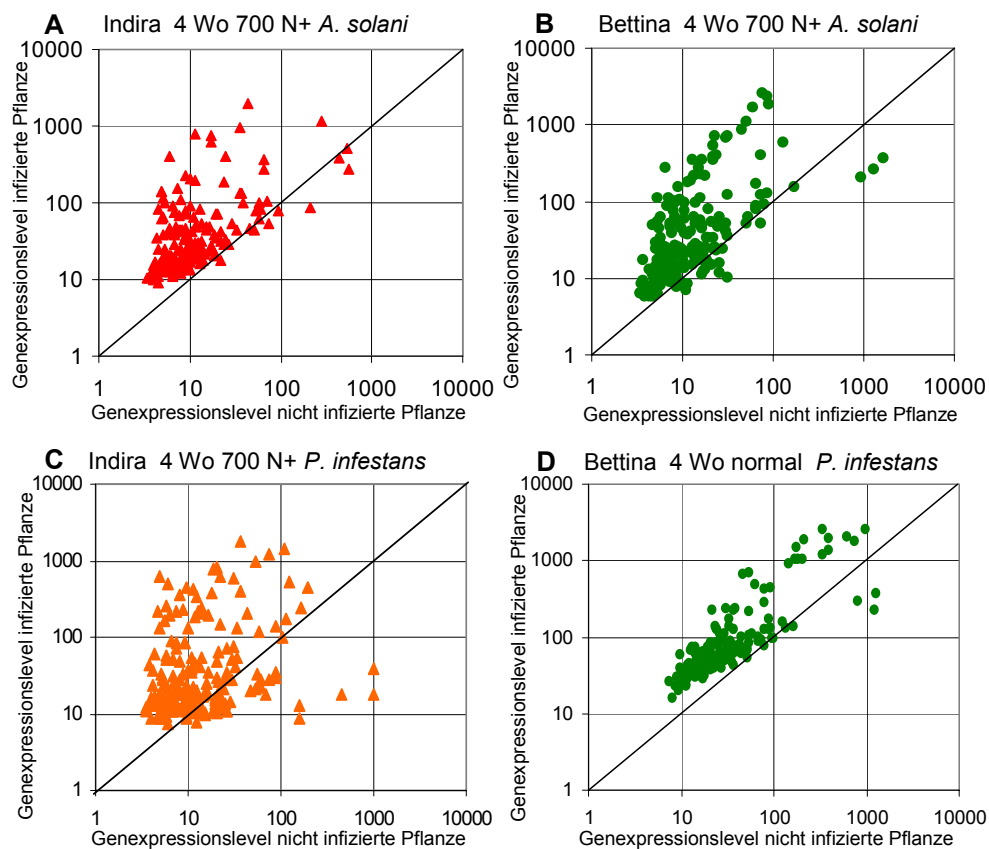 A Indira 4 Wo 700 N+ A. solani
Genexpressionslevel infizierte Pflanze
10000
1000
100
10
1
1 10 100 1000 10000
Genexpressionslevel nicht infizierte Pflanze
B Bettina 4 Wo 700 N+ A. solani
Genexpressionslevel infizierte Pflanze
10000
1000
100
10
1
1 10 100 1000 10000
Genexpressionslevel nicht infizierte Pflanze
C Indira 4 Wo 700 N+ P. infestans
Genexpressionslevel infizierte Pflanze
10000
1000
100
10
1
1 10 100 1000 10000
Genexpressionslevel nicht infizierte Pflanze
D Bettina 4 Wo normal P. infestans
Genexpressionslevel infizierte Pflanze
10000
1000
100
10
1
1 10 100 1000 10000
Genexpressionslevel nicht infizierte Pflanze